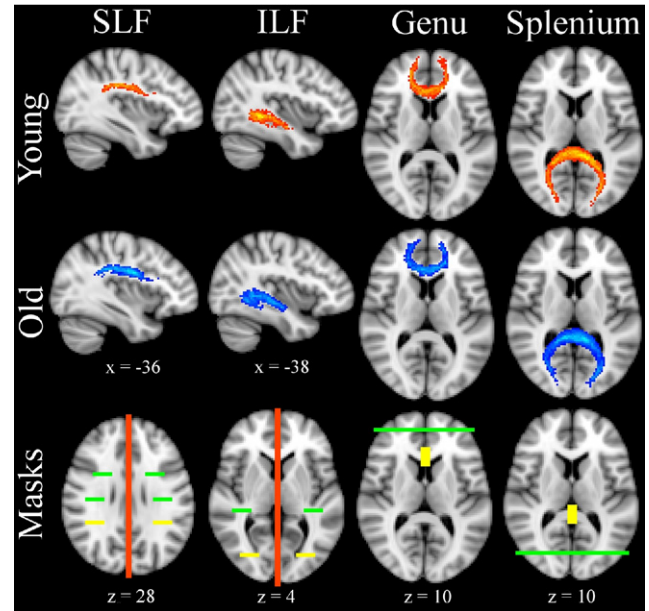 SLF ILF Genu Splenium
Young
Old
x = -36 x = -38
Masks
z = 28 z = 4 z = 10 z = 10